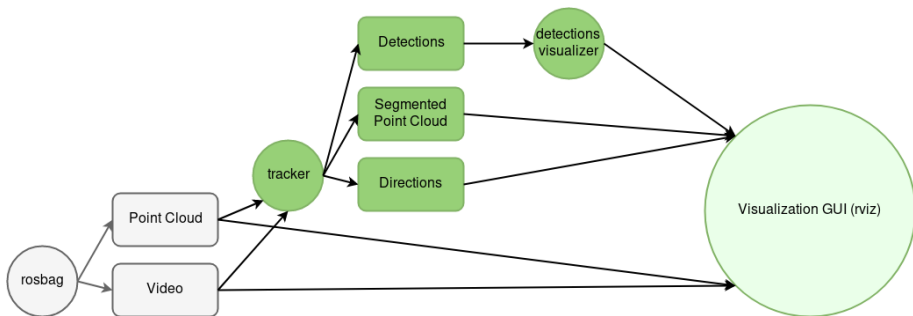 Detections
detections
visualizer
Segmented
Point Cloud
tracker
Directions
Point Cloud
Visualization GUI (rviz)
rosbag
Video